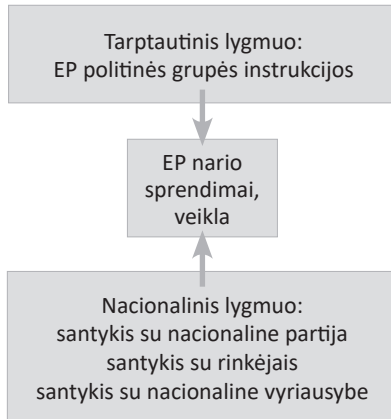 Tarptautinis lygmuo:
EP politinės grupės instrukcijos
EP nario
sprendimai,
veikla
Nacionalinis lygmuo:
santykis su nacionaline partija
santykis su rinkėjais
santykis su nacionaline vyriausybe